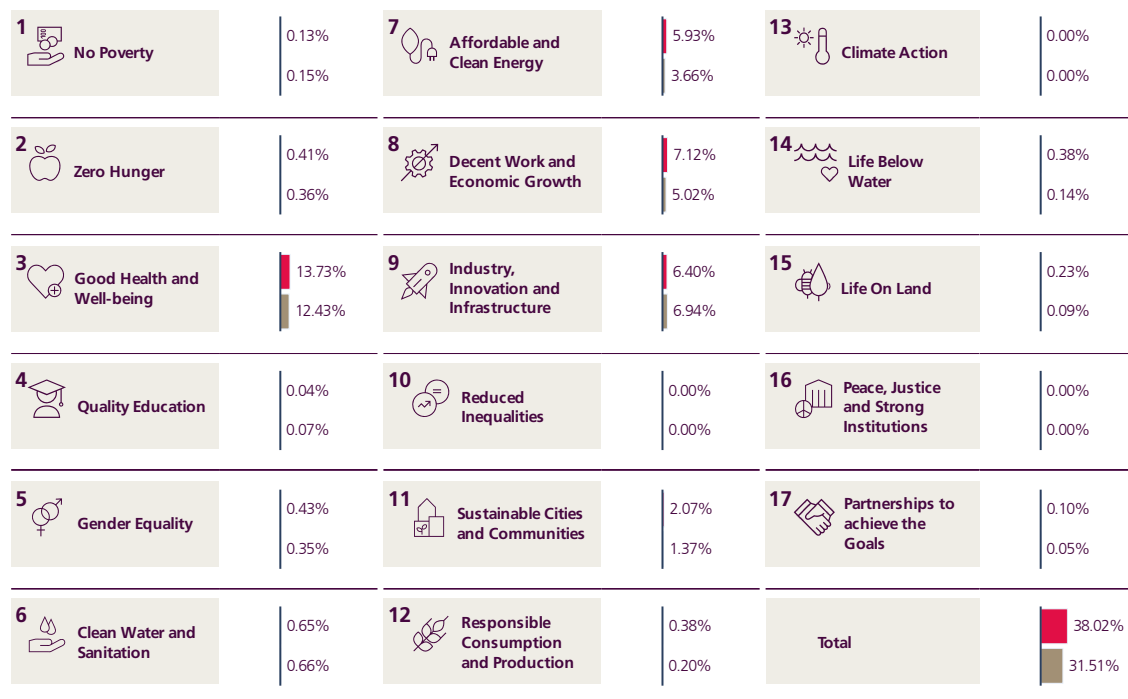 1
No Poverty
0.13%
0.15%
2
Zero Hunger
0.41%
0.36%
3
Good Health and
Well-being
13.73%
12.43%
4
Quality Education
0.04%
0.07%
5
Gender Equality
0.43%
0.35%
6
Clean Water and
Sanitation
0.65%
0.66%
7
Affordable and
Clean Energy
5.93%
3.66%
8
Decent Work and
Economic Growth
7.12%
5.02%
9
Industry,
Innovation and
Infrastructure
6.40%
6.94%
10
Reduced
Inequalities
0.00%
0.00%
11
Sustainable Cities
and Communities
2.07%
1.37%
12
Responsible
Consumption
and Production
0.38%
0.20%
13
Climate Action
0.00%
0.00%
14
Life Below
Water
0.38%
0.14%
15
Life On Land
0.23%
0.09%
16
Peace, Justice
and Strong
Institutions
0.00%
0.00%
17
Partnerships to
achieve the
Goals
0.10%
0.05%
Total
38.02%
31.51%